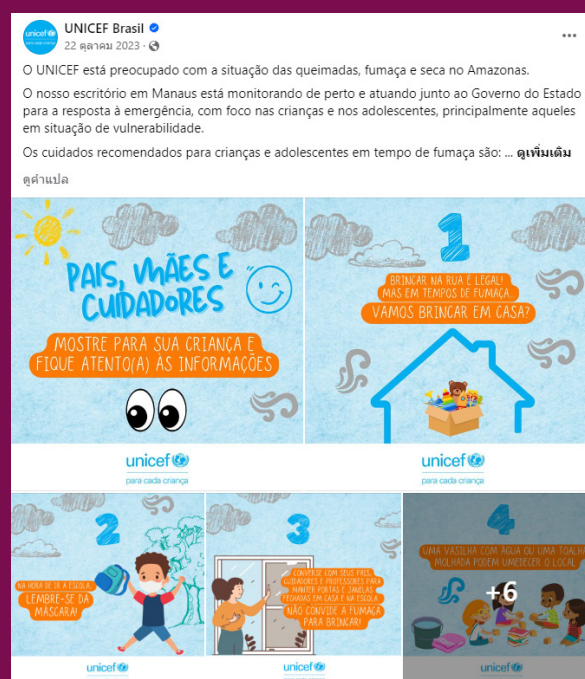 UNICEF Brasil
22 ตุลาคม 2023 ·
O UNICEF está preocupado com a situação das queimadas, fumaça e seca no Amazonas.
O nosso escritório em Manaus está monitorando de perto e atuando junto ao Governo do Estado
para a resposta à emergência, com foco nas crianças e nos adolescentes, principalmente aqueles
em situação de vulnerabilidade.
Os cuidados recomendados para crianças e adolescentes em tempo de fumaça são: ... ดูเพิ่มเติม
ดูคำแปล
PAIS, MÃES E
CUIDADORES
MOSTRE PARA SUA CRIANÇA E
FIQUE ATENTO(A) ÀS INFORMAÇÕES
unicef
para cada criança
1
BRINCAR NA RUA É LEGAL!
MAS EM TEMPOS DE FUMAÇA...
VAMOS BRINCAR EM CASA?
unicef
para cada criança
2
NA HORA DE IR À ESCOLA,
LEMBRE-SE DA
MÁSCARA!
unicef
3
CONVERSE COM SEUS PAIS,
CUIDADORES E PROFESSORES PARA
MANTER PORTAS E JANELAS
FECHADAS EM CASA E NA ESCOLA.
NÃO CONVIDE A FUMAÇA
PARA BRINCAR!
unicef
4
UMA VASILHA COM ÁGUA OU UMA TOALHA
MOLHADA PODEM UMEDECER O LOCAL
+6
unicef